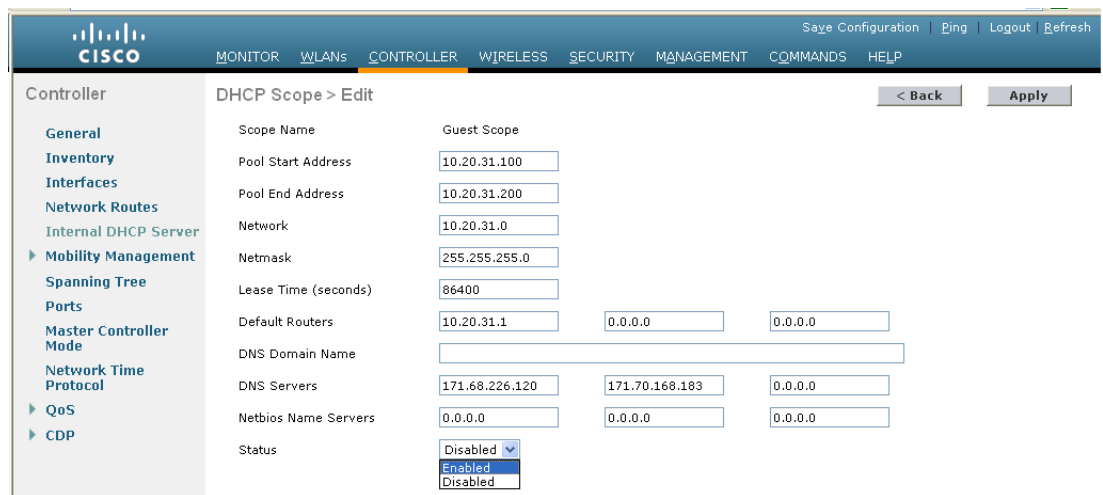 Save Configuration | Ping | Logout | Refresh
CISCO
MONITOR WLANs CONTROLLER WIRELESS SECURITY MANAGEMENT COMMANDS HELP
Controller
General
Inventory
Interfaces
Network Routes
Internal DHCP Server
Mobility Management
Spanning Tree
Ports
Master Controller
Mode
Network Time
Protocol
QoS
CDP
DHCP Scope > Edit
< Back
Apply
Scope Name Guest Scope
Pool Start Address 10.20.31.100
Pool End Address 10.20.31.200
Network 10.20.31.0
Netmask 255.255.255.0
Lease Time (seconds) 86400
Default Routers 10.20.31.1 0.0.0.0 0.0.0.0
DNS Domain Name
DNS Servers 171.68.226.120 171.70.168.183 0.0.0.0
Netbios Name Servers 0.0.0.0 0.0.0.0 0.0.0.0
Status Disabled
Enabled
Disabled